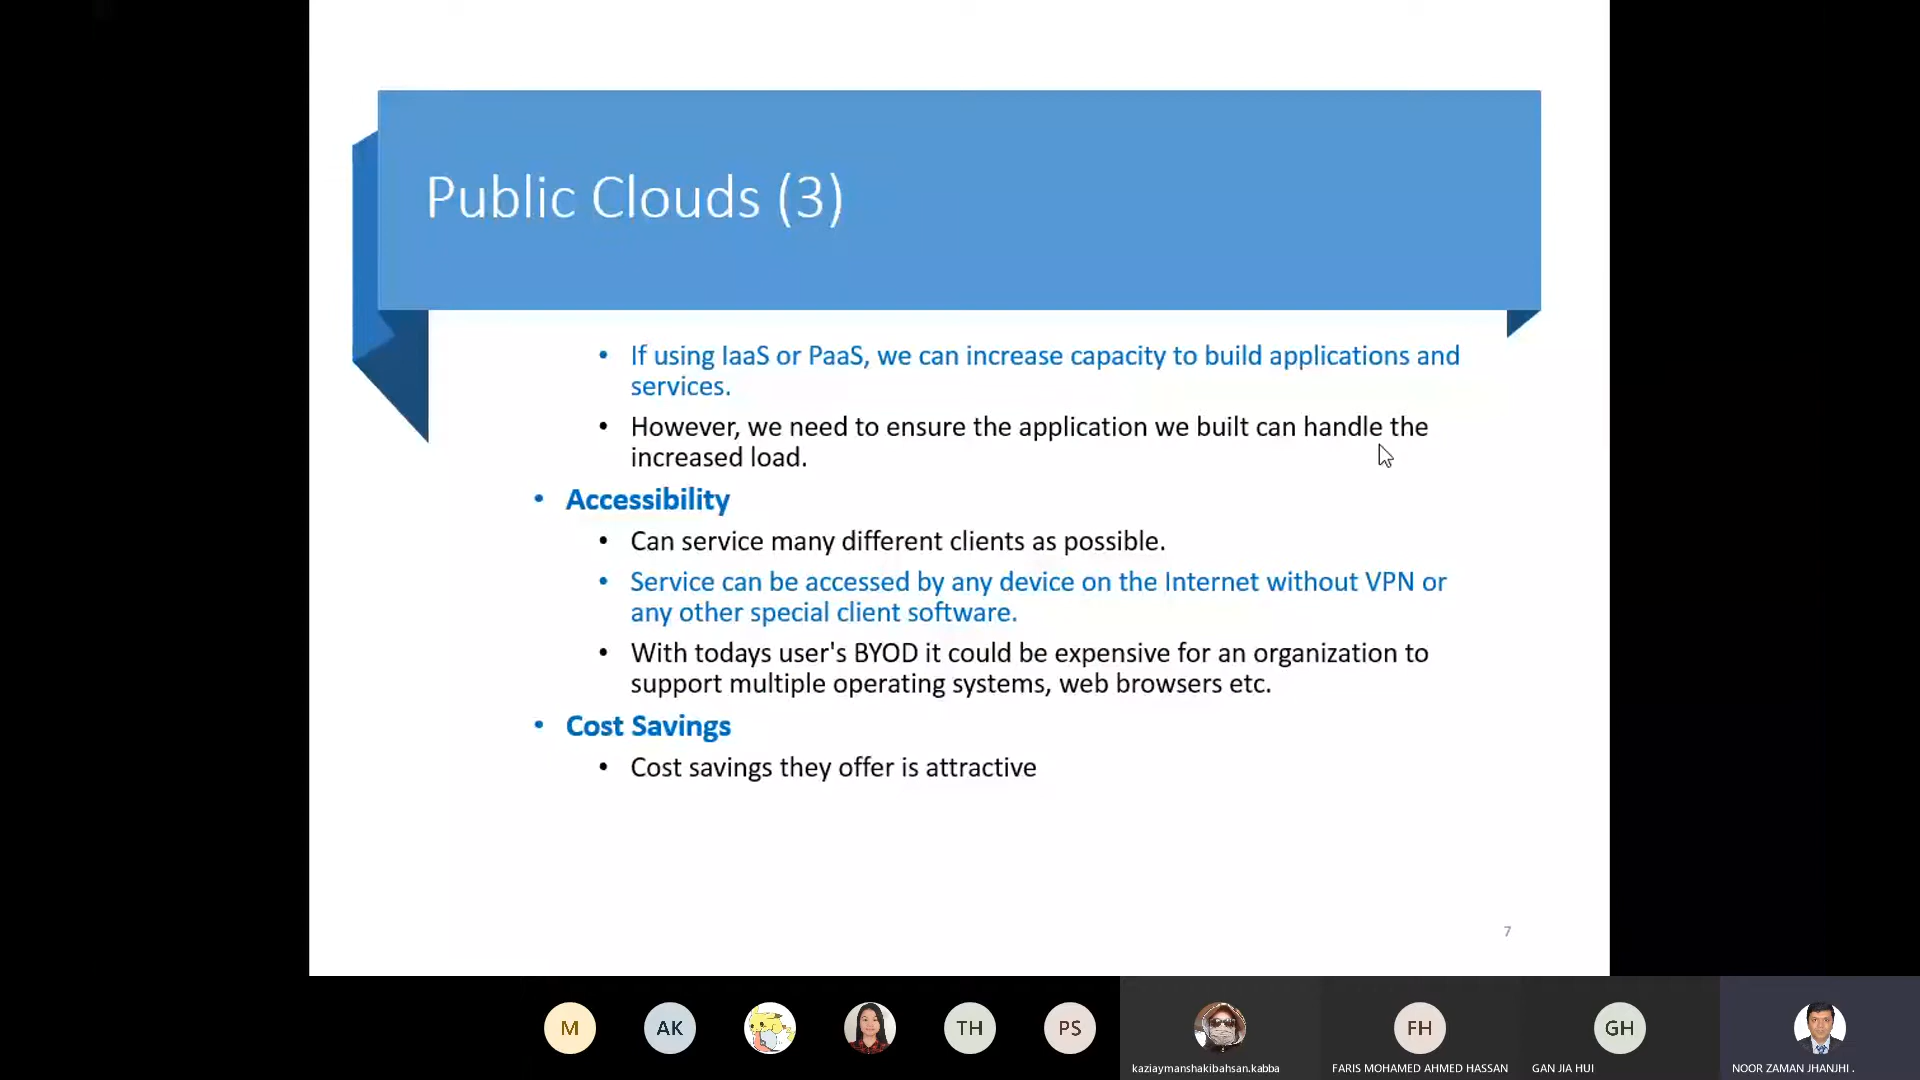 Public Clouds (3)
• If using IaaS or PaaS, we can increase capacity to build applications and
services.
• However, we need to ensure the application we built can handle the
increased load.
• Accessibility
• Can service many different clients as possible.
• Service can be accessed by any device on the Internet without VPN or
any other special client software.
• With todays user's BYOD it could be expensive for an organization to
support multiple operating systems, web browsers etc.
• Cost Savings
• Cost savings they offer is attractive
7
M AK TH PS FH GH
kaziaymanshakibahsan.kabba FARIS MOHAMED AHMED HASSAN GAN JIA HUI NOOR ZAMAN JHANJHI .